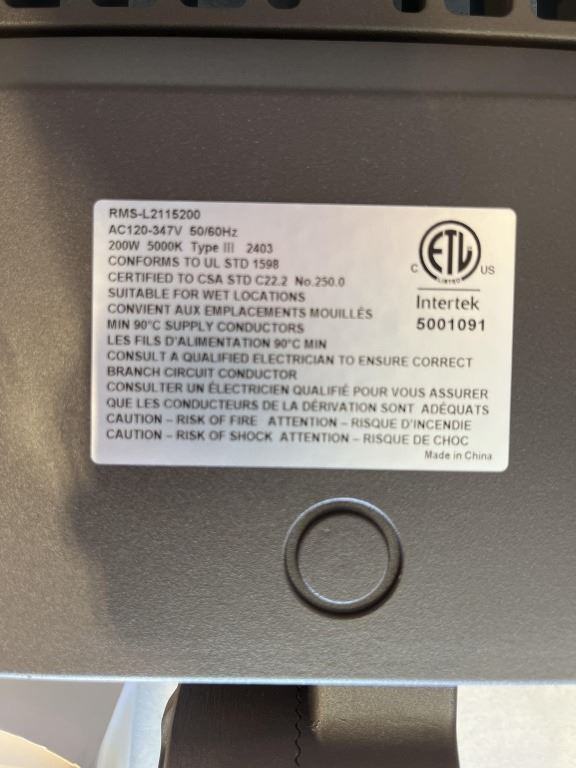 RMS-L2115200
AC120-347V 50/60Hz
200W 5000K Type III 2403
CONFORMS TO UL STD 1598
CERTIFIED TO CSA STD C22.2 No.250.0
SUITABLE FOR WET LOCATIONS
CONVIENT AUX EMPLACEMENTS MOUILLÉS
MIN 90°C SUPPLY CONDUCTORS
LES FILS D'ALIMENTATION 90°C MIN
CONSULT A QUALIFIED ELECTRICIAN TO ENSURE CORRECT
BRANCH CIRCUIT CONDUCTOR
CONSULTER UN ÉLECTRICIEN QUALIFIÉ POUR VOUS ASSURER
QUE LES CONDUCTEURS DE LA DÉRIVATION SONT ADÉQUATS
CAUTION – RISK OF FIRE ATTENTION – RISQUE D'INCENDIE
CAUTION – RISK OF SHOCK ATTENTION – RISQUE DE CHOC
Made in China
ETL
LISTED
C US
Intertek
5001091